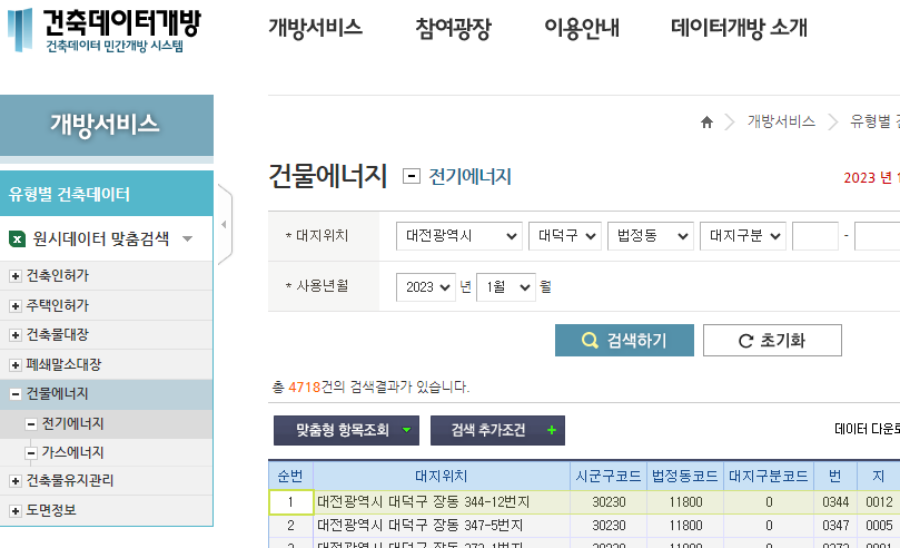 건축데이터개방
건축데이터 민간개방 시스템
개방서비스 참여광장 이용안내 데이터개방 소개
개방서비스
개방서비스 유형별
유형별 건축데이터
원시데이터 맞춤검색
건축인허가
주택인허가
건축물대장
폐쇄말소대장
건물에너지
전기에너지
가스에너지
건축물유지관리
도면정보
건물에너지 전기에너지
2023 년
* 대지위치 대전광역시 대덕구 법정동 대지구분 -
* 사용년월 2023 년 1월 월
검색하기 초기화
총 4718건의 검색결과가 있습니다.
맞춤형 항목조회 검색 추가조건 +
데이터 다운로
순번 대지위치 시군구코드 법정동코드 대지구분코드 번 지
1 대전광역시 대덕구 장동 344-12번지 30230 11800 0 0344 0012
2 대전광역시 대덕구 장동 347-5번지 30230 11800 0 0347 0005